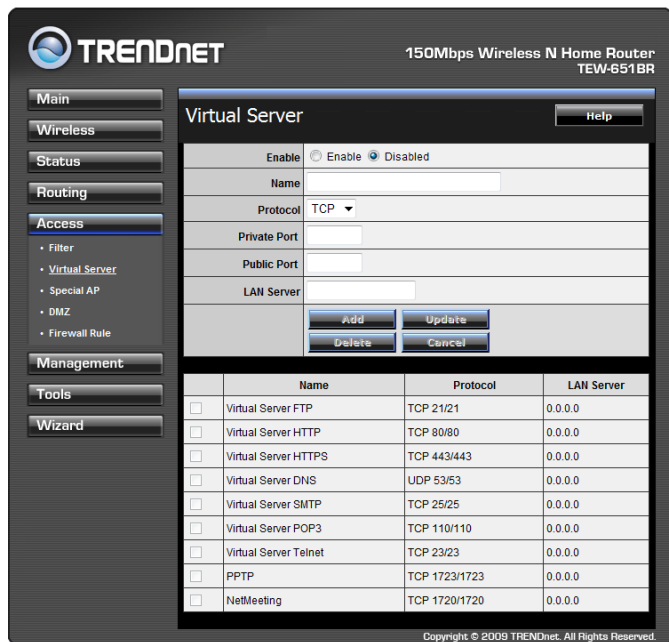 TRENDNET
150Mbps Wireless N Home Router
TEW-651BR
Main
Wireless
Status
Routing
Access
• Filter
• Virtual Server
• Special AP
• DMZ
• Firewall Rule
Management
Tools
Wizard
Virtual Server
Help
Enable Enable Disabled
Name
Protocol TCP
Private Port
Public Port
LAN Server
Add Update
Delete Cancel
Name Protocol LAN Server
Virtual Server FTP TCP 21/21 0.0.0.0
Virtual Server HTTP TCP 80/80 0.0.0.0
Virtual Server HTTPS TCP 443/443 0.0.0.0
Virtual Server DNS UDP 53/53 0.0.0.0
Virtual Server SMTP TCP 25/25 0.0.0.0
Virtual Server POP3 TCP 110/110 0.0.0.0
Virtual Server Telnet TCP 23/23 0.0.0.0
PPTP TCP 1723/1723 0.0.0.0
NetMeeting TCP 1720/1720 0.0.0.0
Copyright © 2009 TRENDnet. All Rights Reserved.